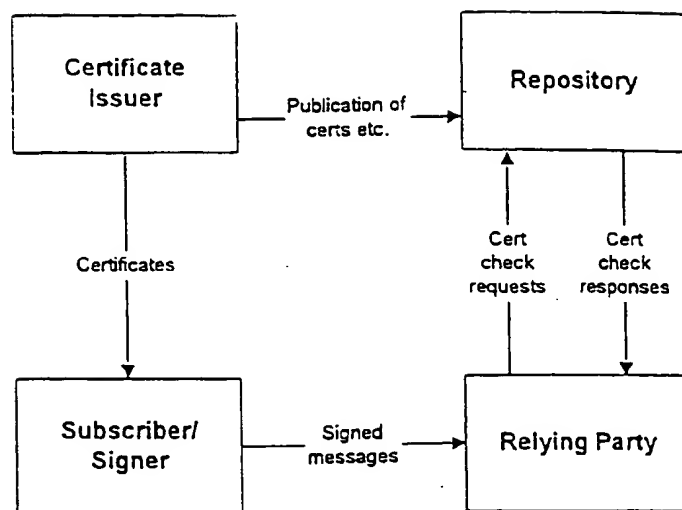 Certificate
Issuer
Repository
Publication of
certs etc.
Certificates
Cert
check
requests
Cert
check
responses
Subscriber/
Signer
Signed
messages
Relying Party